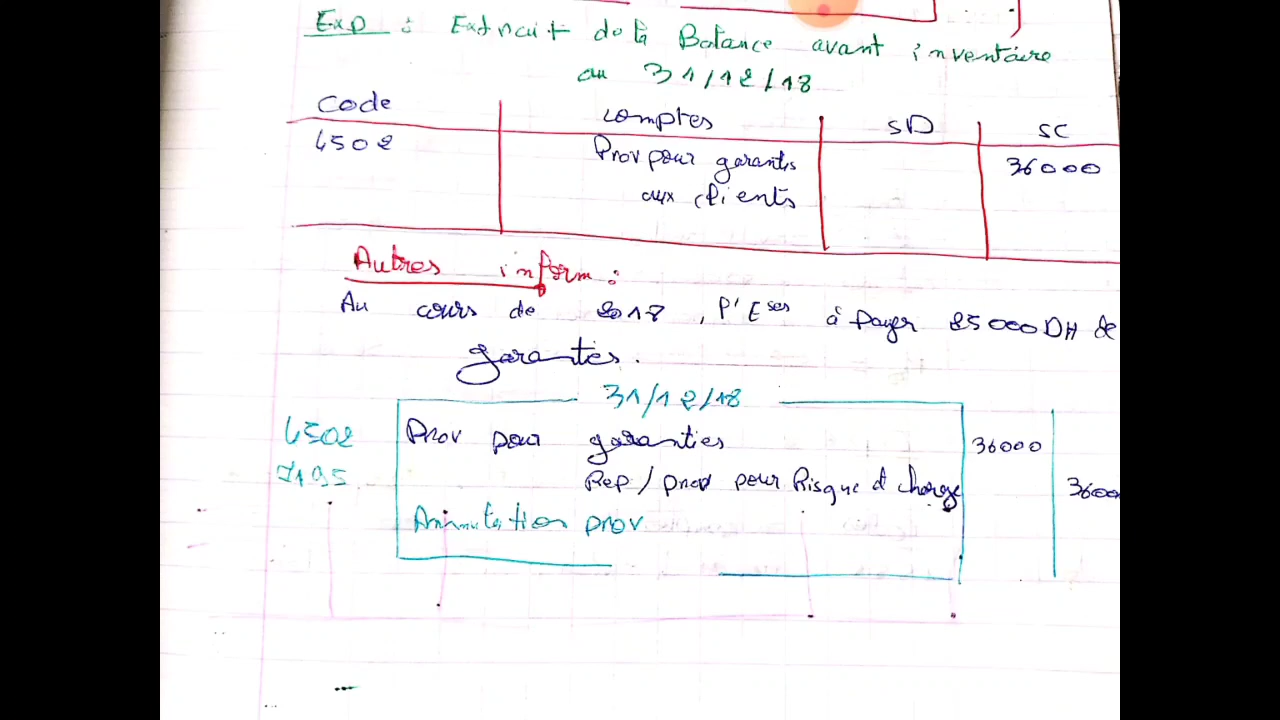 Exp : Extrait de la Balance avant inventaire
au 31/12/18
Code comptes SD SC
4502 Prov pour garanties 36000
aux clients
Autres inform :
Au cours de 2018, l'Eses à payer 25000DH de
garanties.
31/12/18
4502 Prov pour garanties 36000
7195 Rep/prov pour Risque et charge 36000
Annulation prov